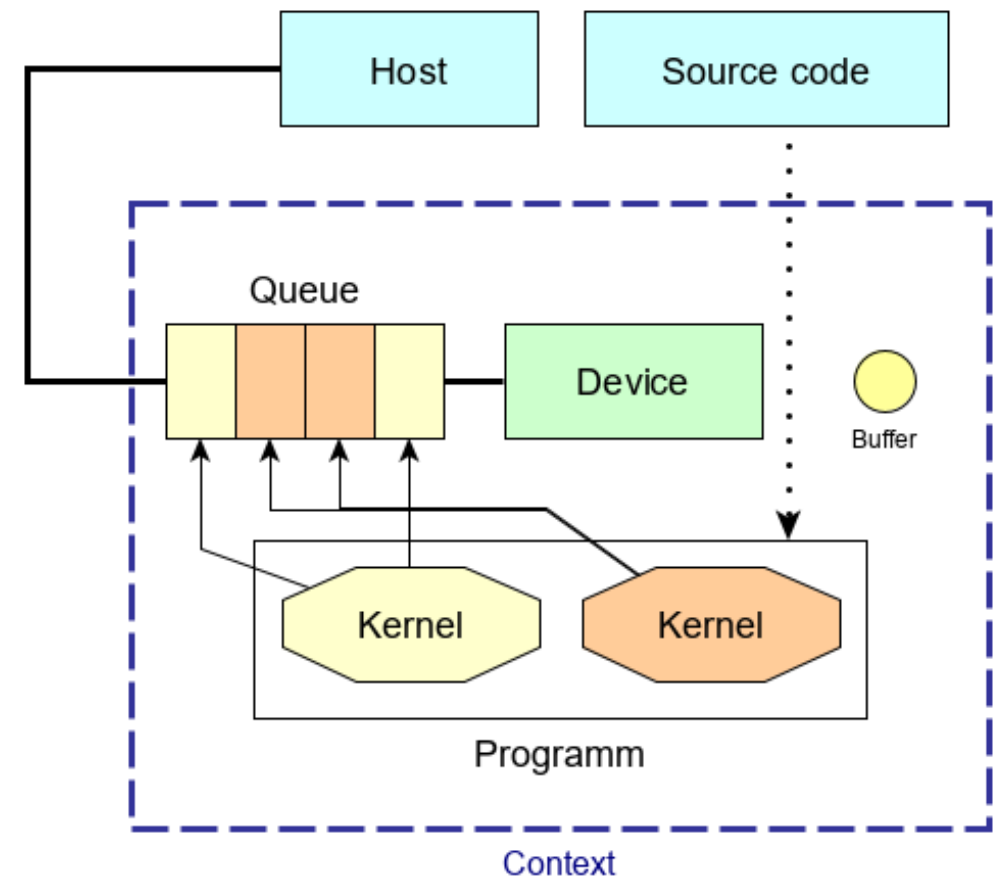 Host
Source code
Queue
Device
Buffer
Kernel
Kernel
Programm
Context